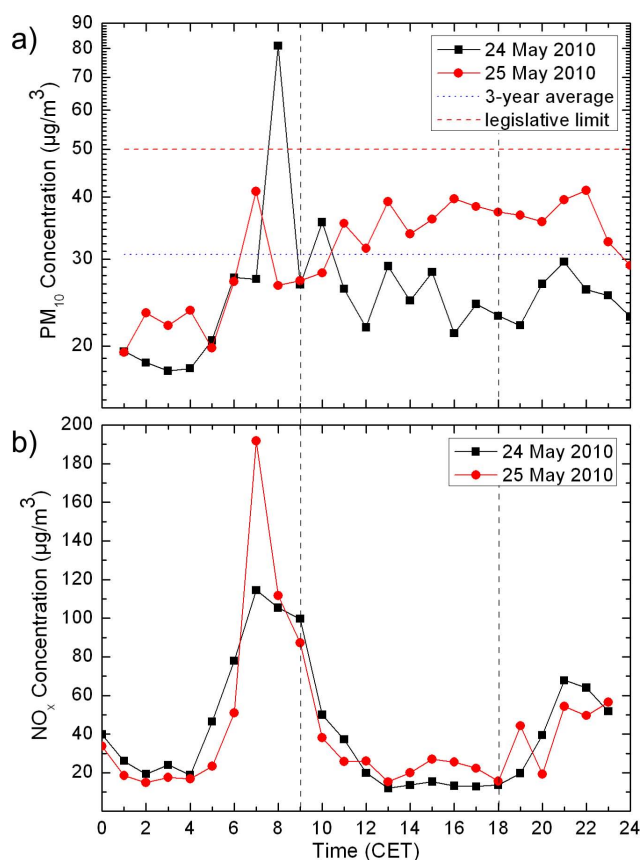 a)
PM10 Concentration (µg/m³)
90
80
70
60
50
40
30
20
10
24 May 2010
25 May 2010
3-year average
legislative limit
b)
NOx Concentration (µg/m³)
200
180
160
140
120
100
80
60
40
20
24 May 2010
25 May 2010
0 2 4 6 8 10 12 14 16 18 20 22 24
Time (CET)